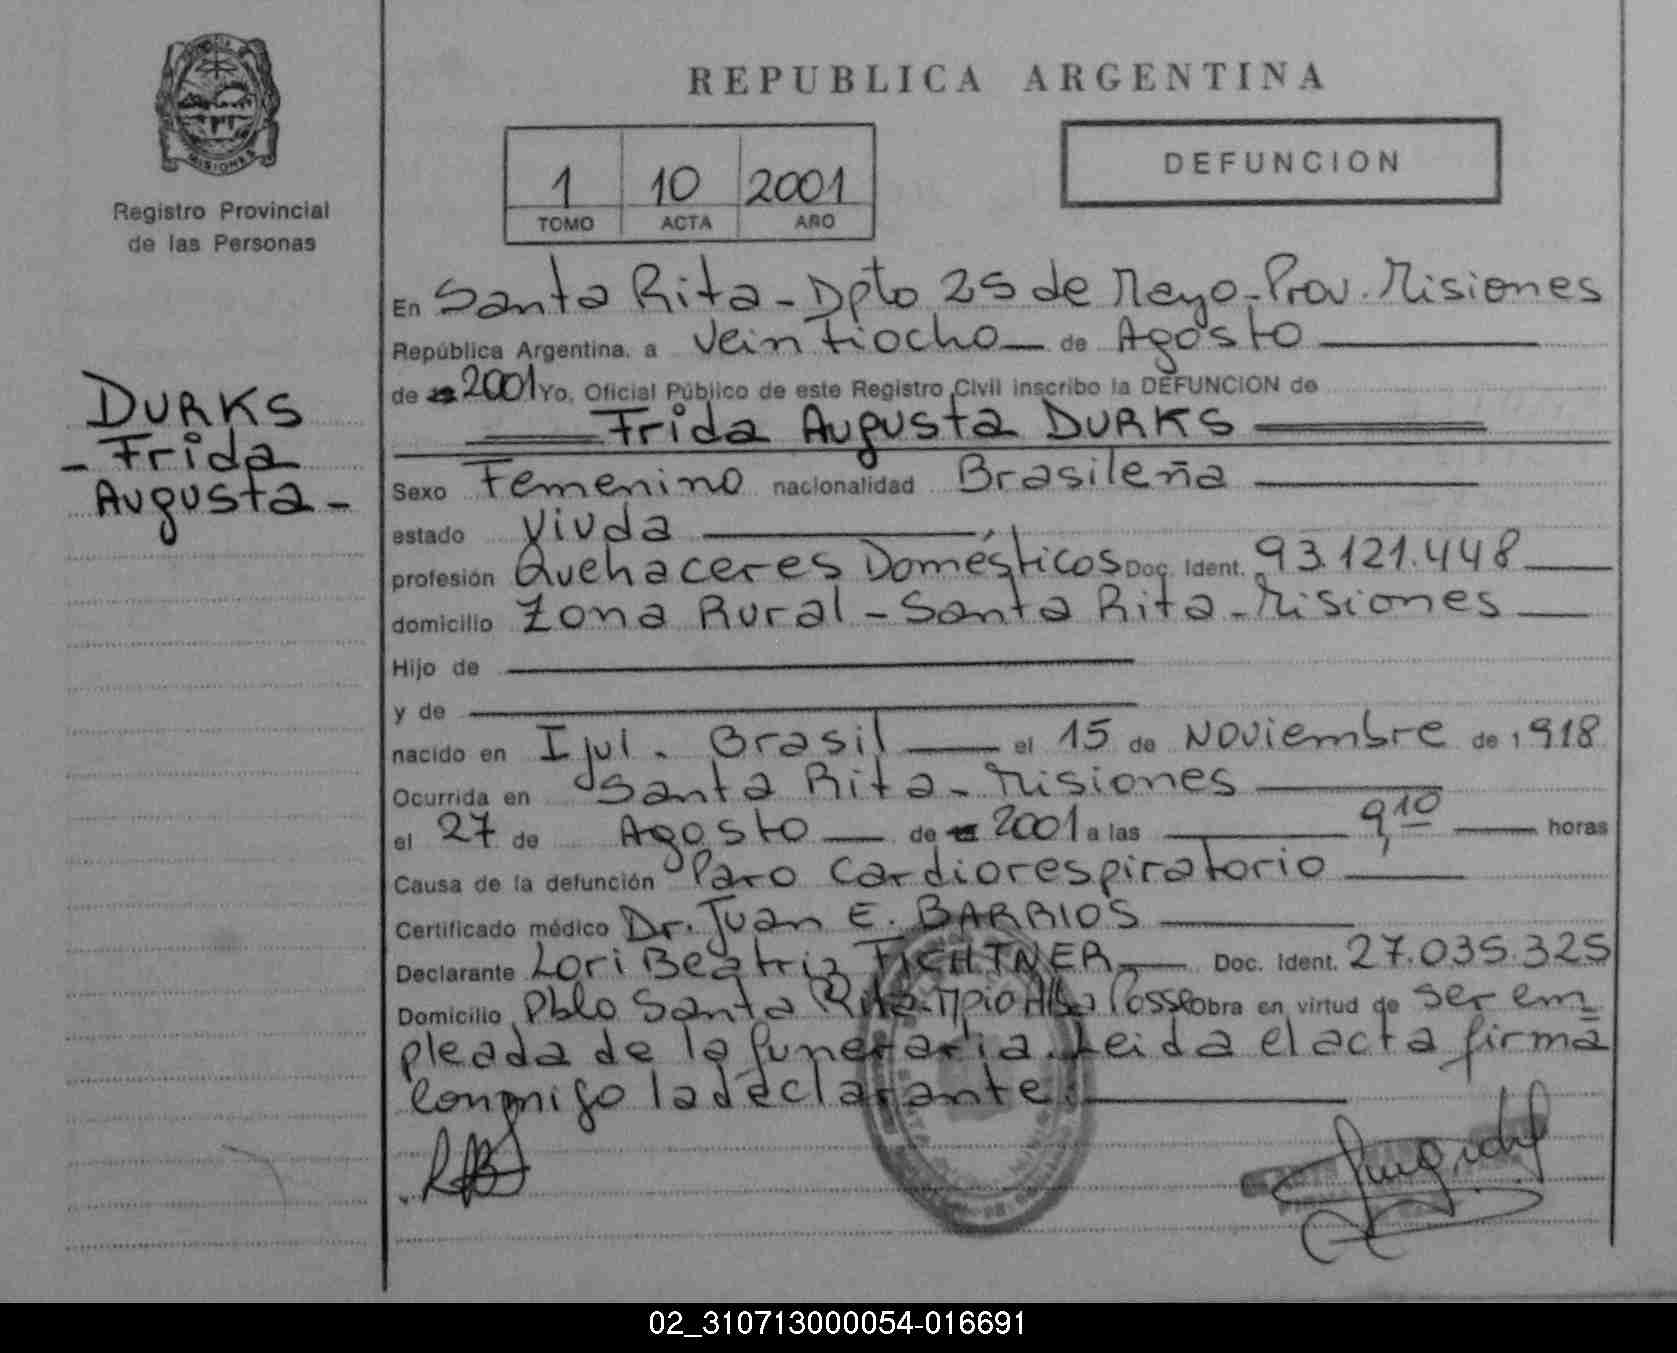 REPUBLICA ARGENTINA
DEFUNCION
1 10 2001
TOMO ACTA AÑO
MISIONES
Registro Provincial
de las Personas
DURKS
- Frida
Augusta -
En Santa Rita - Dpto 25 de Mayo - Prov. Misiones
República Argentina, a Veintiocho de Agosto
de 2001 Yo, Oficial Público de este Registro Civil inscribo la DEFUNCION de
Frida Augusta DURKS
Sexo Femenino nacionalidad Brasileña
estado Viuda
profesión Quehaceres Domésticos Doc. Ident. 93.121.448
domicilio Zona Rural - Santa Rita - Misiones
Hijo de
y de
nacido en Ijui - Brasil el 15 de Noviembre de 1918
Ocurrida en Santa Rita - Misiones
el 27 de Agosto de 2001 a las 9,10 horas
Causa de la defunción Paro Cardiorespiratorio
Certificado médico Dr. Juan E. BARRIOS
Declarante Lori Beatriz FICHTNER Doc. Ident. 27.035.325
Domicilio Pblo Santa Rita - Mpio Alba Posse Obra en virtud de ser em
pleada de la funeraria. Leida el acta firma
conmigo la declarante.
02_310713000054-016691